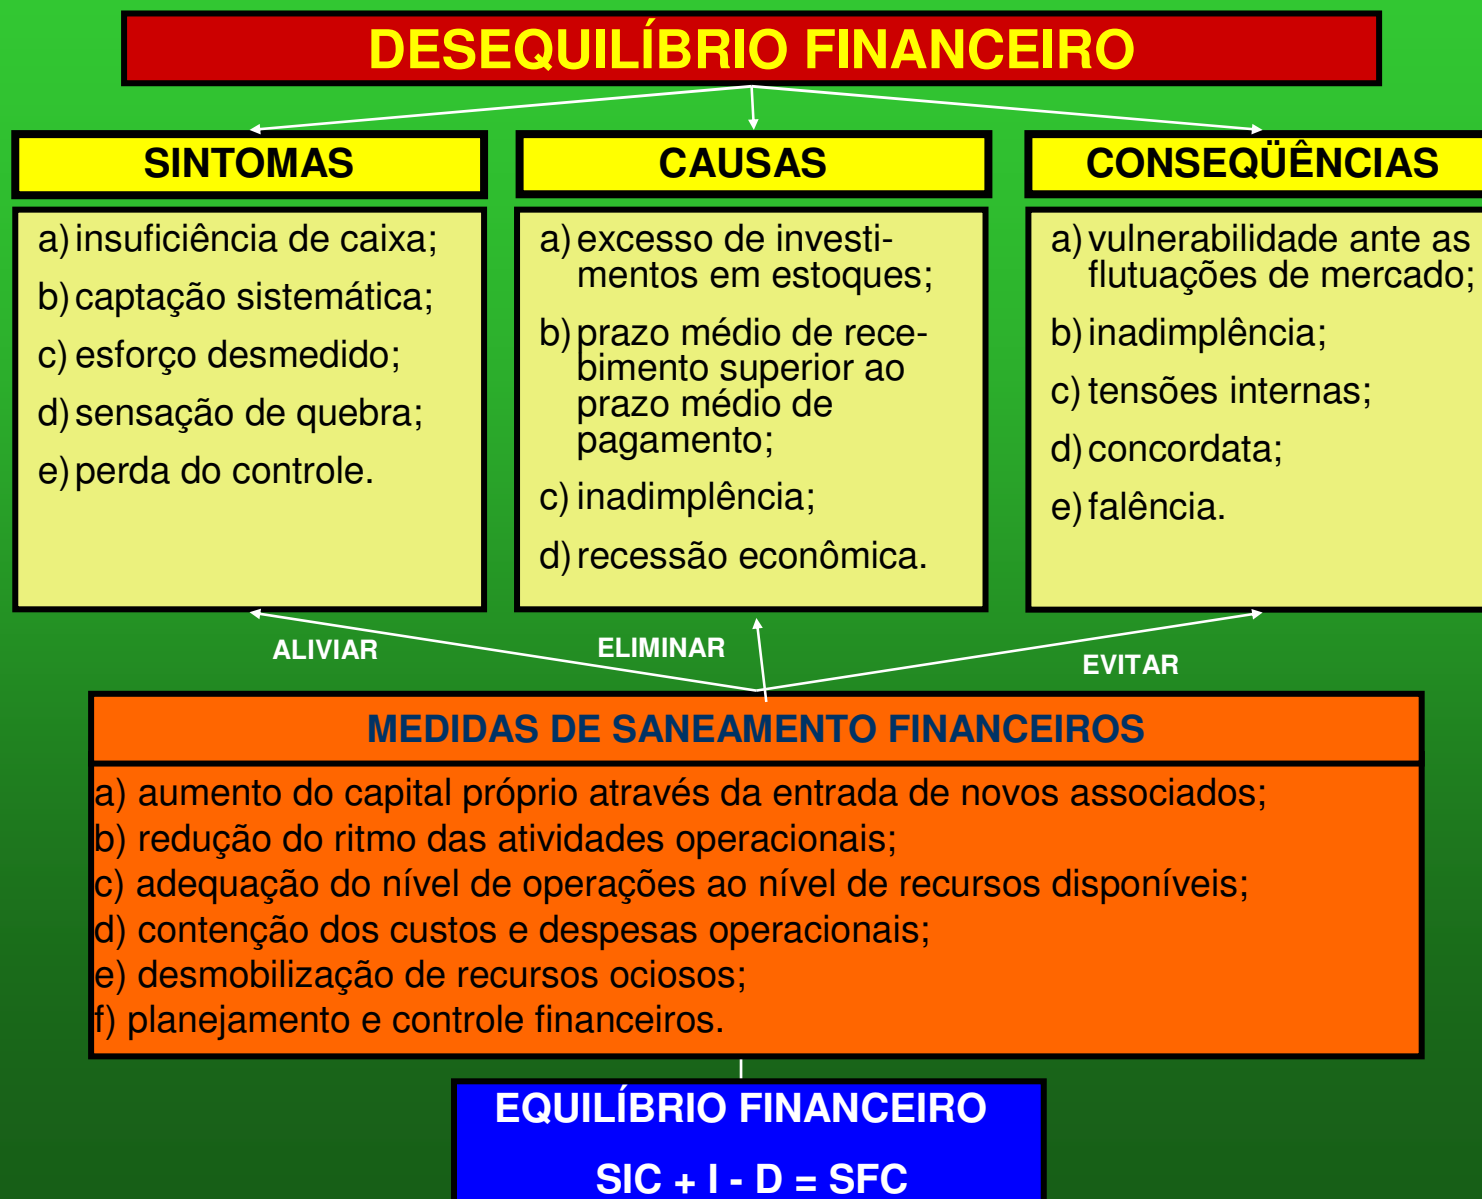 DESEQUILÍBRIO FINANCEIRO
SINTOMAS
a) insuficiência de caixa;
b) captação sistemática;
c) esforço desmedido;
d) sensação de quebra;
e) perda do controle.
CAUSAS
a) excesso de investi-
mentos em estoques;
b) prazo médio de rece-
bimento superior ao
prazo médio de
pagamento;
c) inadimplência;
d) recessão econômica.
CONSEQÜÊNCIAS
a) vulnerabilidade ante as
flutuações de mercado;
b) inadimplência;
c) tensões internas;
d) concordata;
e) falência.
ALIVIAR
ELIMINAR
EVITAR
MEDIDAS DE SANEAMENTO FINANCEIROS
a) aumento do capital próprio através da entrada de novos associados;
b) redução do ritmo das atividades operacionais;
c) adequação do nível de operações ao nível de recursos disponíveis;
d) contenção dos custos e despesas operacionais;
e) desmobilização de recursos ociosos;
f) planejamento e controle financeiros.
EQUILÍBRIO FINANCEIRO
SIC + I - D = SFC